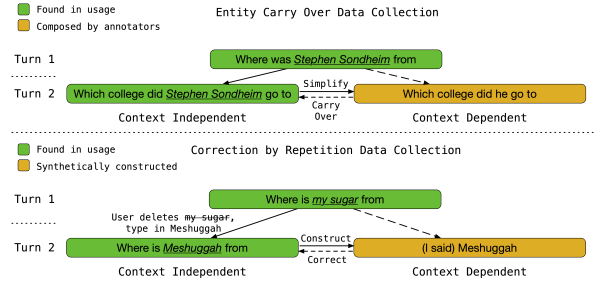 Found in usage
Composed by annotators
Entity Carry Over Data Collection
Turn 1
Where was Stephen Sondheim from
Turn 2
Which college did Stephen Sondheim go to
Simplify
Carry
Over
Which college did he go to
Context Independent
Context Dependent
Found in usage
Synthetically constructed
Correction by Repetition Data Collection
Turn 1
Where is my sugar from
User deletes my sugar,
type in Meshuggah
Turn 2
Where is Meshuggah from
Construct
Correct
(I said) Meshuggah
Context Independent
Context Dependent